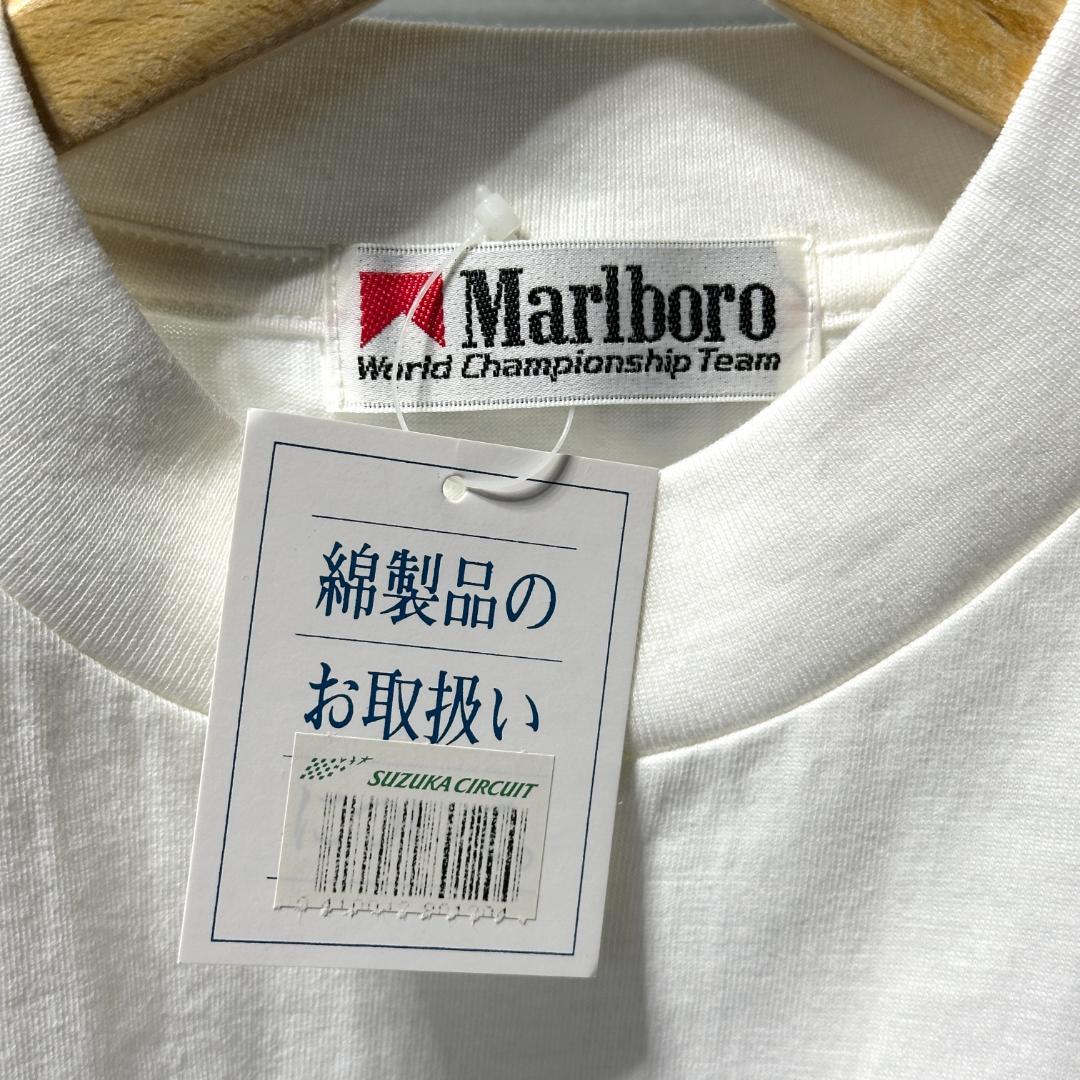 Marlboro
World Championship Team
綿製品の
お取扱い
SUZUKA CIRCUIT